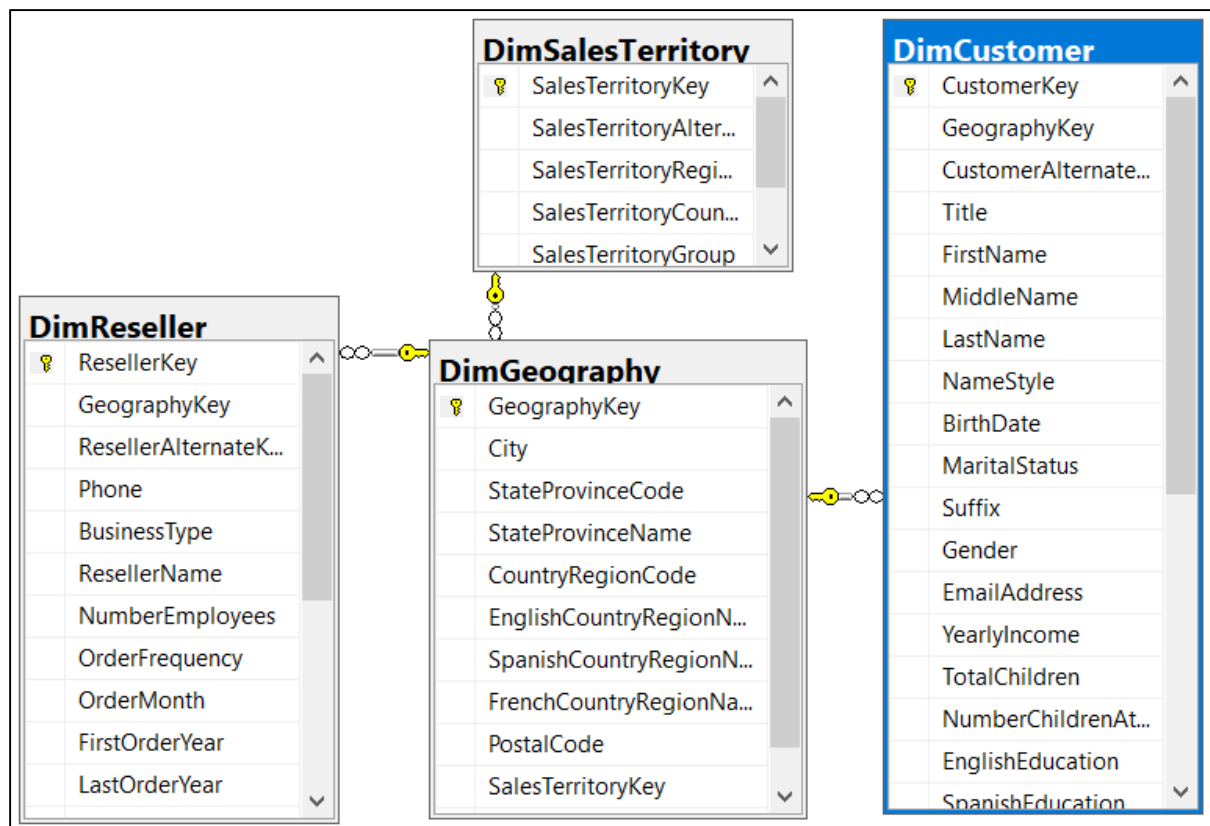 DimSalesTerritory
SalesTerritoryKey
SalesTerritoryAlter...
SalesTerritoryRegi...
SalesTerritoryCoun...
SalesTerritoryGroup
DimCustomer
CustomerKey
GeographyKey
CustomerAlternate...
Title
FirstName
MiddleName
LastName
NameStyle
BirthDate
MaritalStatus
Suffix
Gender
EmailAddress
YearlyIncome
TotalChildren
NumberChildrenAt...
EnglishEducation
SpanishEducation
DimReseller
ResellerKey
GeographyKey
ResellerAlternateK...
Phone
BusinessType
ResellerName
NumberEmployees
OrderFrequency
OrderMonth
FirstOrderYear
LastOrderYear
DimGeography
GeographyKey
City
StateProvinceCode
StateProvinceName
CountryRegionCode
EnglishCountryRegionN...
SpanishCountryRegionN...
FrenchCountryRegionNa...
PostalCode
SalesTerritoryKey